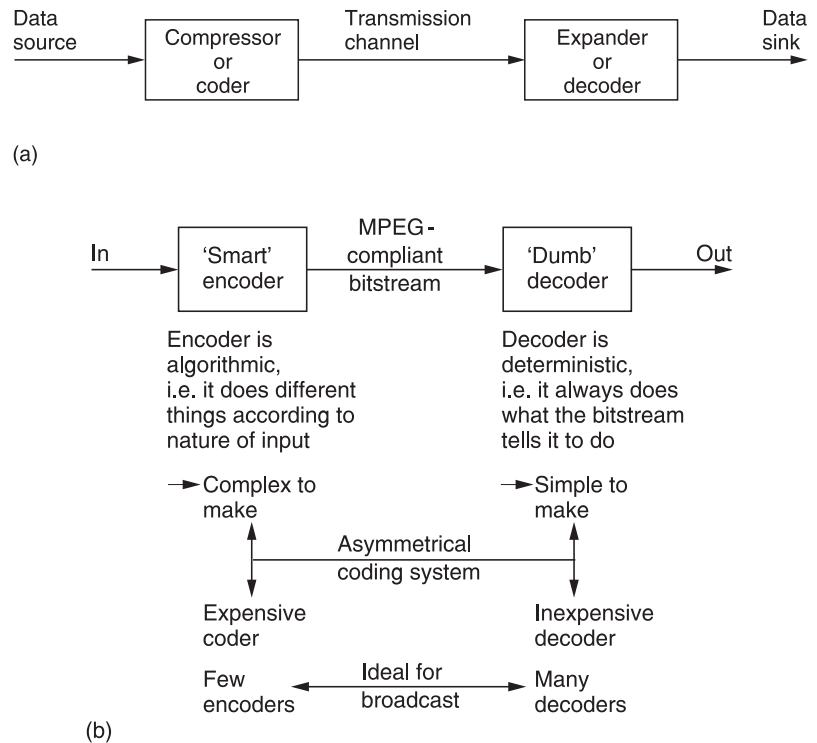 Data
source
Compressor
or
coder
Transmission
channel
Expander
or
decoder
Data
sink
(a)
In
‘Smart’
encoder
MPEG-
compliant
bitstream
‘Dumb’
decoder
Out
Encoder is
algorithmic,
i.e. it does different
things according to
nature of input
Decoder is
deterministic,
i.e. it always does
what the bitstream
tells it to do
Complex to
make
Simple to
make
Asymmetrical
coding system
Expensive
coder
Inexpensive
decoder
Few
encoders
Ideal for
broadcast
Many
decoders
(b)